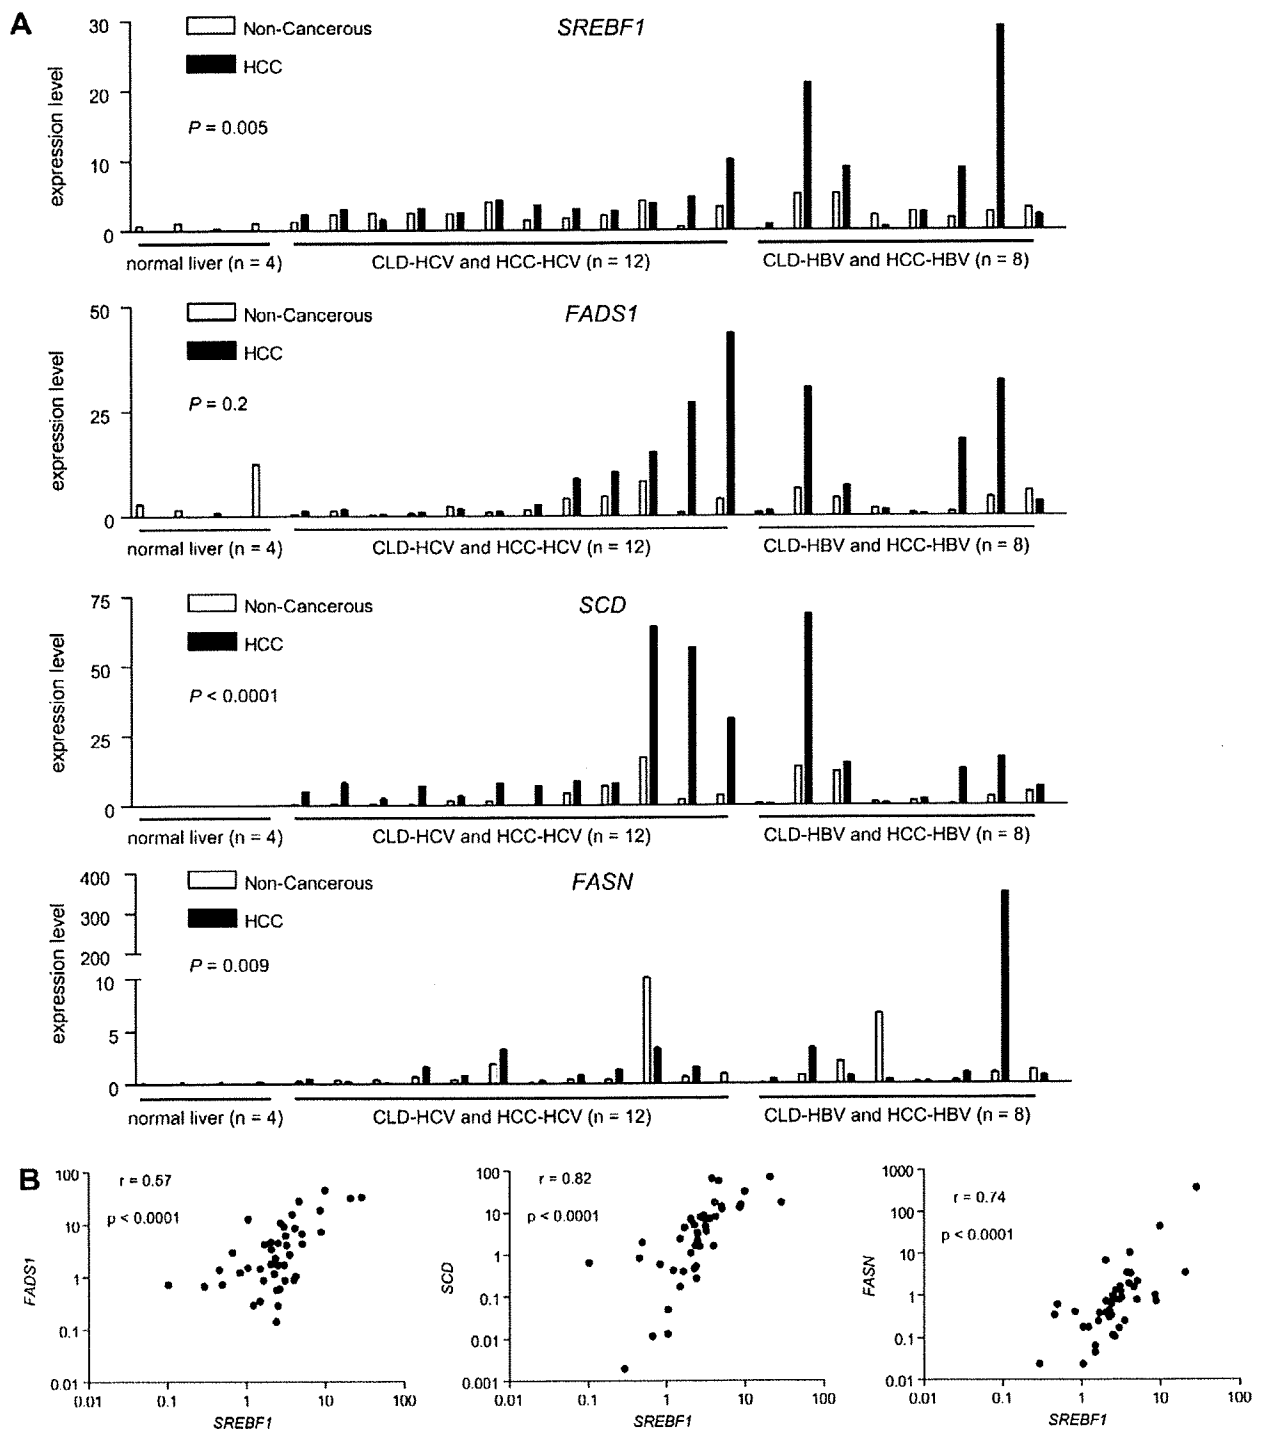 A
SREBF1
30
20
10
0
expression level
Non-Cancerous
HCC
P = 0.005
normal liver (n = 4)
CLD-HCV and HCC-HCV (n = 12)
CLD-HBV and HCC-HBV (n = 8)
FADS1
50
25
0
expression level
Non-Cancerous
HCC
P = 0.2
normal liver (n = 4)
CLD-HCV and HCC-HCV (n = 12)
CLD-HBV and HCC-HBV (n = 8)
SCD
75
50
25
0
expression level
Non-Cancerous
HCC
P < 0.0001
normal liver (n = 4)
CLD-HCV and HCC-HCV (n = 12)
CLD-HBV and HCC-HBV (n = 8)
FASN
400
300
200
10
5
0
expression level
Non-Cancerous
HCC
P = 0.009
normal liver (n = 4)
CLD-HCV and HCC-HCV (n = 12)
CLD-HBV and HCC-HBV (n = 8)
B
100
10
1
0.1
0.01
FADS1
r = 0.57
p < 0.0001
0.01 0.1 1 10 100
SREBF1
100
10
1
0.1
0.01
0.001
SCD
r = 0.82
p < 0.0001
0.01 0.1 1 10 100
SREBF1
1000
100
10
1
0.1
0.01
FASN
r = 0.74
p < 0.0001
0.01 0.1 1 10 100
SREBF1